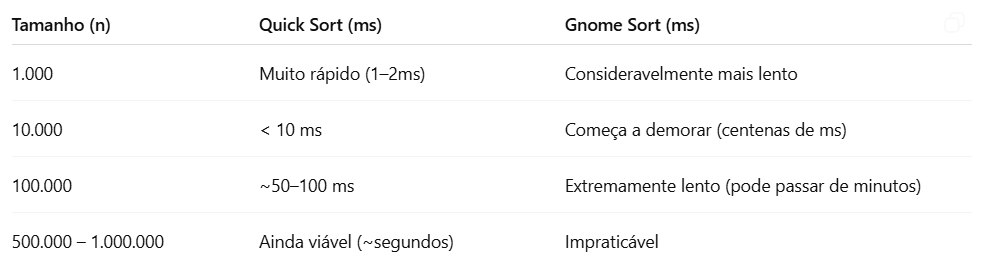 Tamanho (n) Quick Sort (ms) Gnome Sort (ms)
1.000 Muito rápido (1–2ms) Consideravelmente mais lento
10.000 < 10 ms Começa a demorar (centenas de ms)
100.000 ~50–100 ms Extremamente lento (pode passar de minutos)
500.000 – 1.000.000 Ainda viável (~segundos) Impraticável